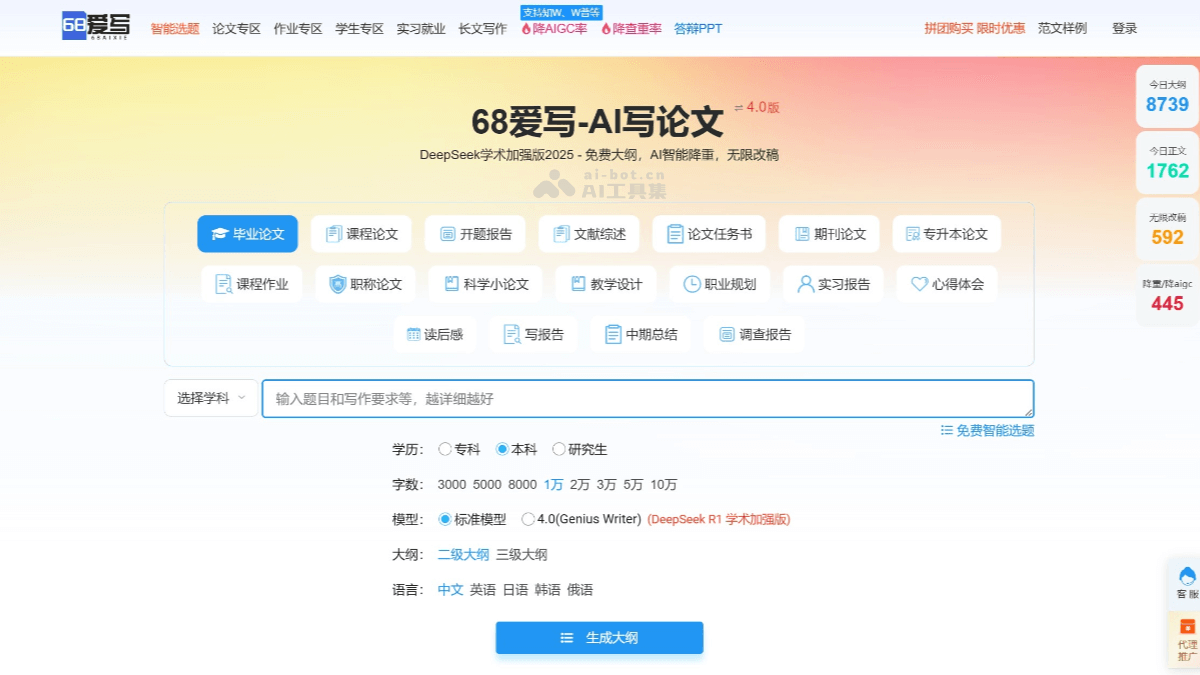 68爱写
68AIXIE
智能选题 论文专区 作业专区 学生专区 实习就业 长文写作 降AIGC率 降查重率 答辩PPT
支持知W、W普等
拼团购买 限时优惠 范文样例 登录
68爱写-AI写论文 ⇌ 4.0版
DeepSeek学术加强版2025 - 免费大纲，AI智能降重，无限改稿
ai-bot.cn
AI工具集
毕业论文 课程论文 开题报告 文献综述 论文任务书 期刊论文 专升本论文
课程作业 职称论文 科学小论文 教学设计 职业规划 实习报告 心得体会
读后感 写报告 中期总结 调查报告
选择学科 输入题目和写作要求等，越详细越好
免费智能选题
学历： 专科 本科 研究生
字数： 3000 5000 8000 1万 2万 3万 5万 10万
模型： 标准模型 4.0(Genius Writer) (DeepSeek R1 学术加强版)
大纲： 二级大纲 三级大纲
语言： 中文 英语 日语 韩语 俄语
生成大纲
今日大纲
8739
今日正文
1762
无限改稿
592
降重/降aigc
445
客服
代理
推广